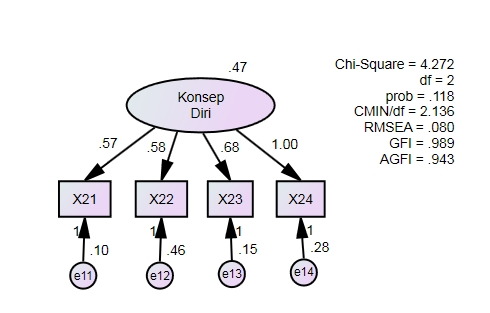 .47
Konsep
Diri
Chi-Square = 4.272
df = 2
prob = .118
CMIN/df = 2.136
RMSEA = .080
GFI = .989
AGFI = .943
.57
.58
.68
1.00
X21
X22
X23
X24
1
1
1
1
.10
.46
.15
.28
e11
e12
e13
e14